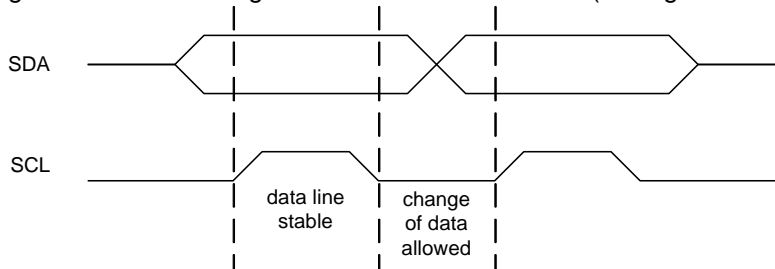 SDA
SCL
data line
stable
change
of data
allowed